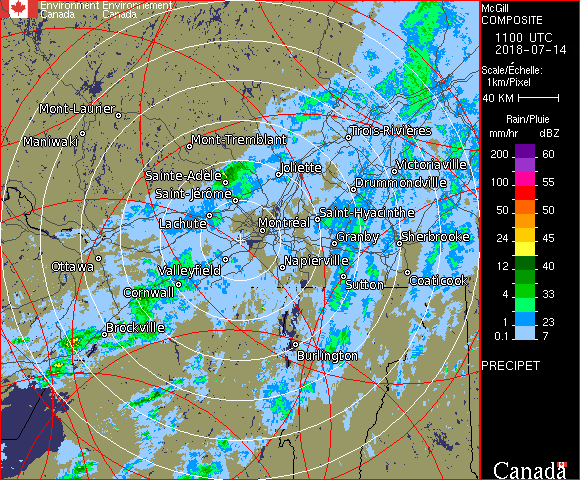 Environment Environnement
Canada Canada
McGill
COMPOSITE
1100 UTC
2018-07-14
Scale/Échelle:
1km/Pixel
40 KM
Rain/Pluie
mm/hr dBZ
200 60
100 55
50 50
24 45
12 40
4 33
1 23
0.1 7
PRECIPET
Canada
Mont-Laurier
Maniwaki
Mont-Tremblant
Trois-Rivières
Joliette
Victoriaville
Sainte-Adèle
Drummondville
Saint-Jérôme
Lachute
Saint-Hyacinthe
Montréal
Granby
Sherbrooke
Ottawa
Valleyfield
Napierville
Sutton
Coaticook
Cornwall
Brockville
Burlington